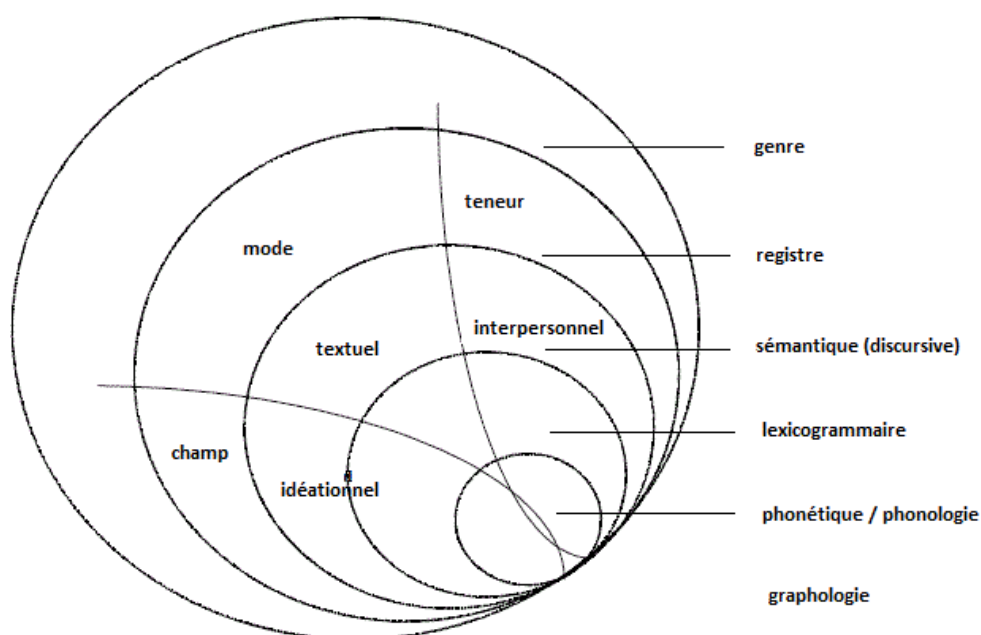 genre
teneur
mode
registre
interpersonnel
textuel
sémantique (discursive)
lexicogrammaire
champ
idéationnel
phonétique / phonologie
graphologie